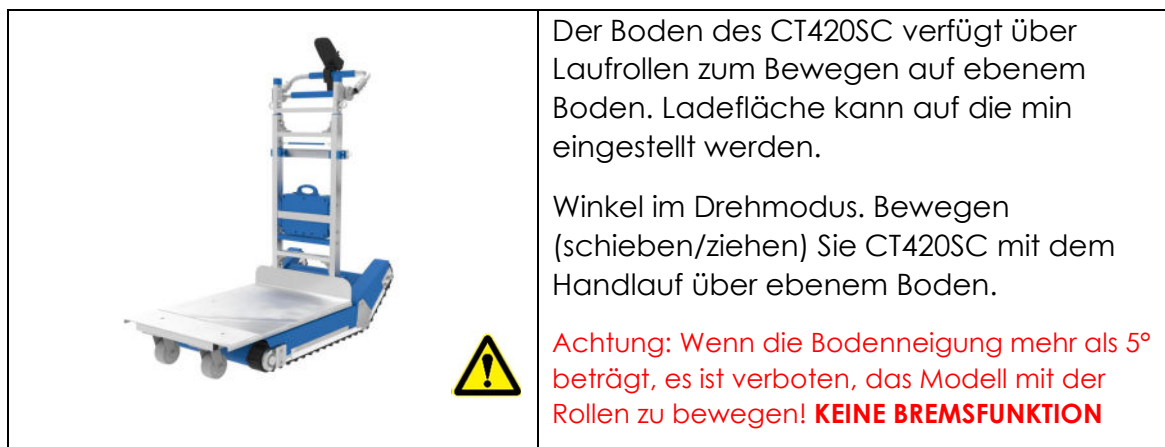 Der Boden des CT420SC verfügt über
Laufrollen zum Bewegen auf ebenem
Boden. Ladefläche kann auf die min
eingestellt werden.
Winkel im Drehmodus. Bewegen
(schieben/ziehen) Sie CT420SC mit dem
Handlauf über ebenem Boden.
Achtung: Wenn die Bodenneigung mehr als 5°
beträgt, es ist verboten, das Modell mit der
Rollen zu bewegen! KEINE BREMSFUNKTION